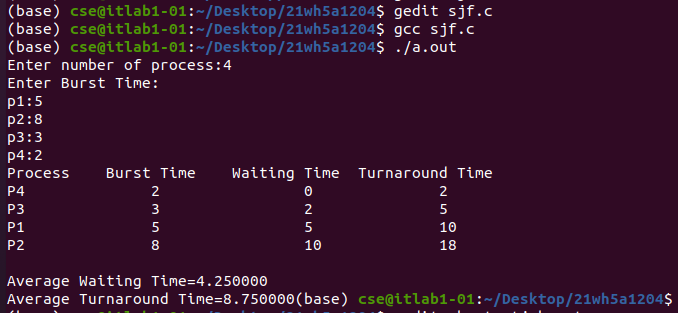 (base) cse@itlab1-01:~/Desktop/21wh5a1204$ gedit sjf.c
(base) cse@itlab1-01:~/Desktop/21wh5a1204$ gcc sjf.c
(base) cse@itlab1-01:~/Desktop/21wh5a1204$ ./a.out
Enter number of process:4
Enter Burst Time:
p1:5
p2:8
p3:3
p4:2
Process    Burst Time    Waiting Time  Turnaround Time
P4              2                0              2
P3              3                2              5
P1              5                5              10
P2              8                10             18

Average Waiting Time=4.250000
Average Turnaround Time=8.750000(base) cse@itlab1-01:~/Desktop/21wh5a1204$